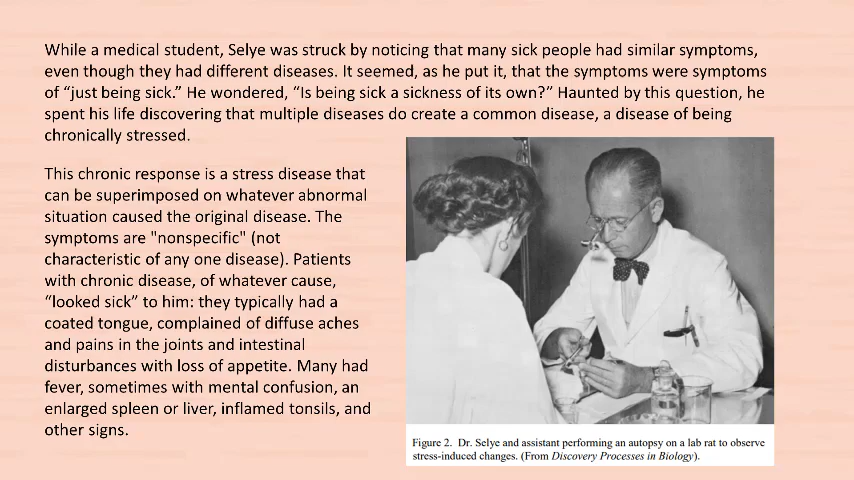 While a medical student, Selye was struck by noticing that many sick people had similar symptoms,
even though they had different diseases. It seemed, as he put it, that the symptoms were symptoms
of “just being sick.” He wondered, “Is being sick a sickness of its own?” Haunted by this question, he
spent his life discovering that multiple diseases do create a common disease, a disease of being
chronically stressed.
This chronic response is a stress disease that
can be superimposed on whatever abnormal
situation caused the original disease. The
symptoms are "nonspecific" (not
characteristic of any one disease). Patients
with chronic disease, of whatever cause,
“looked sick” to him: they typically had a
coated tongue, complained of diffuse aches
and pains in the joints and intestinal
disturbances with loss of appetite. Many had
fever, sometimes with mental confusion, an
enlarged spleen or liver, inflamed tonsils, and
other signs.
Figure 2. Dr. Selye and assistant performing an autopsy on a lab rat to observe
stress-induced changes. (From Discovery Processes in Biology).